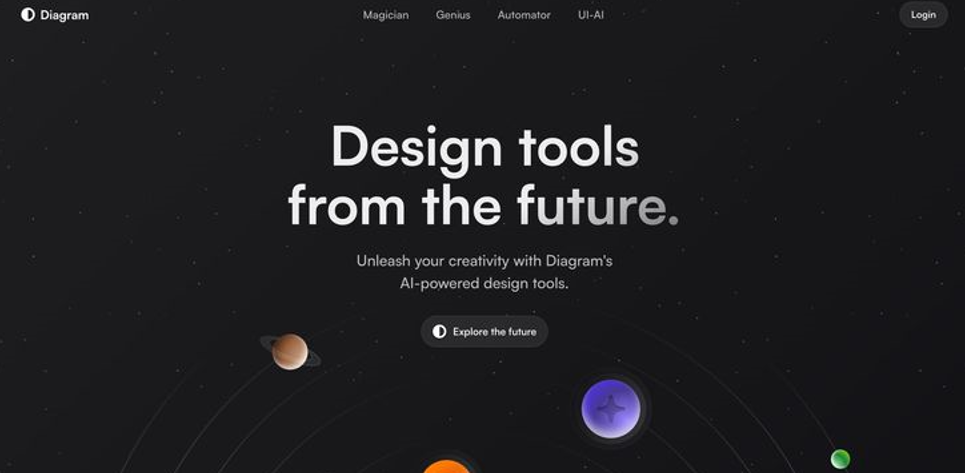 Diagram
Magician
Genius
Automator
UI-AI
Login
Design tools
from the future.
Unleash your creativity with Diagram's
AI-powered design tools.
Explore the future